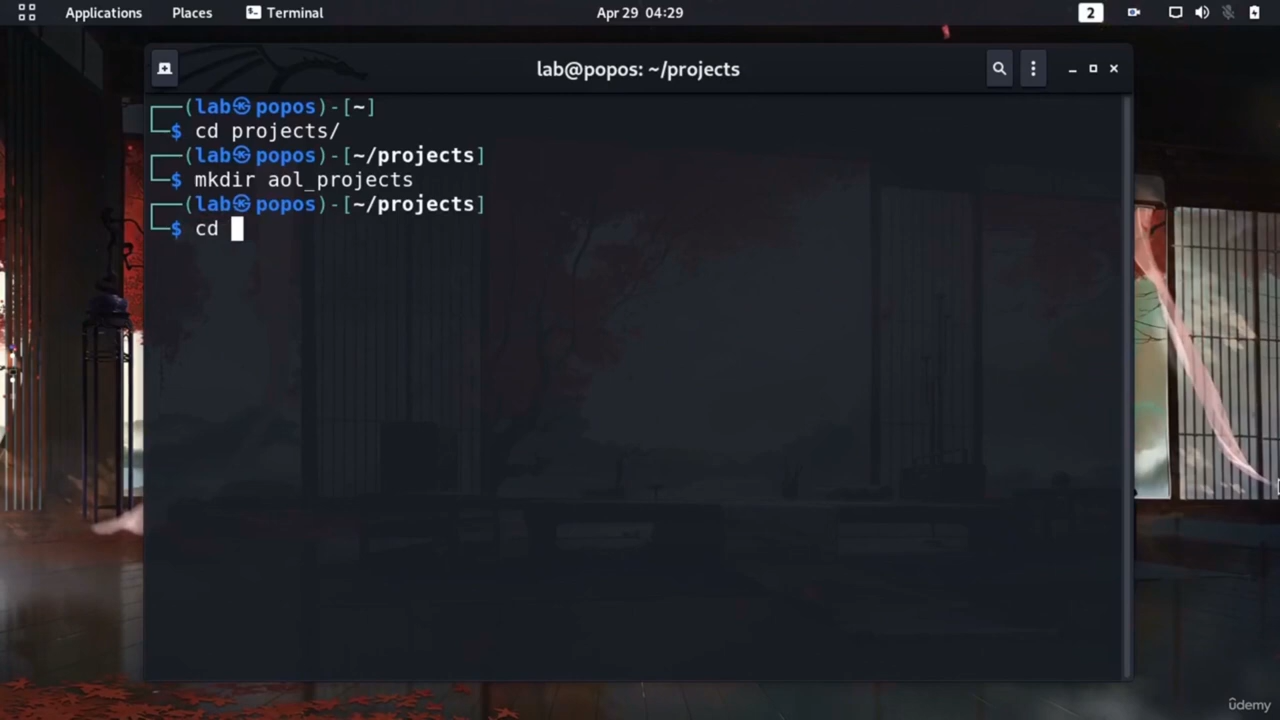 Applications Places Terminal Apr 29 04:29 2
lab@popos: ~/projects
┌──(lab㉿popos)-[~]
└─$ cd projects/
┌──(lab㉿popos)-[~/projects]
└─$ mkdir aol_projects
┌──(lab㉿popos)-[~/projects]
└─$ cd
ûdemy